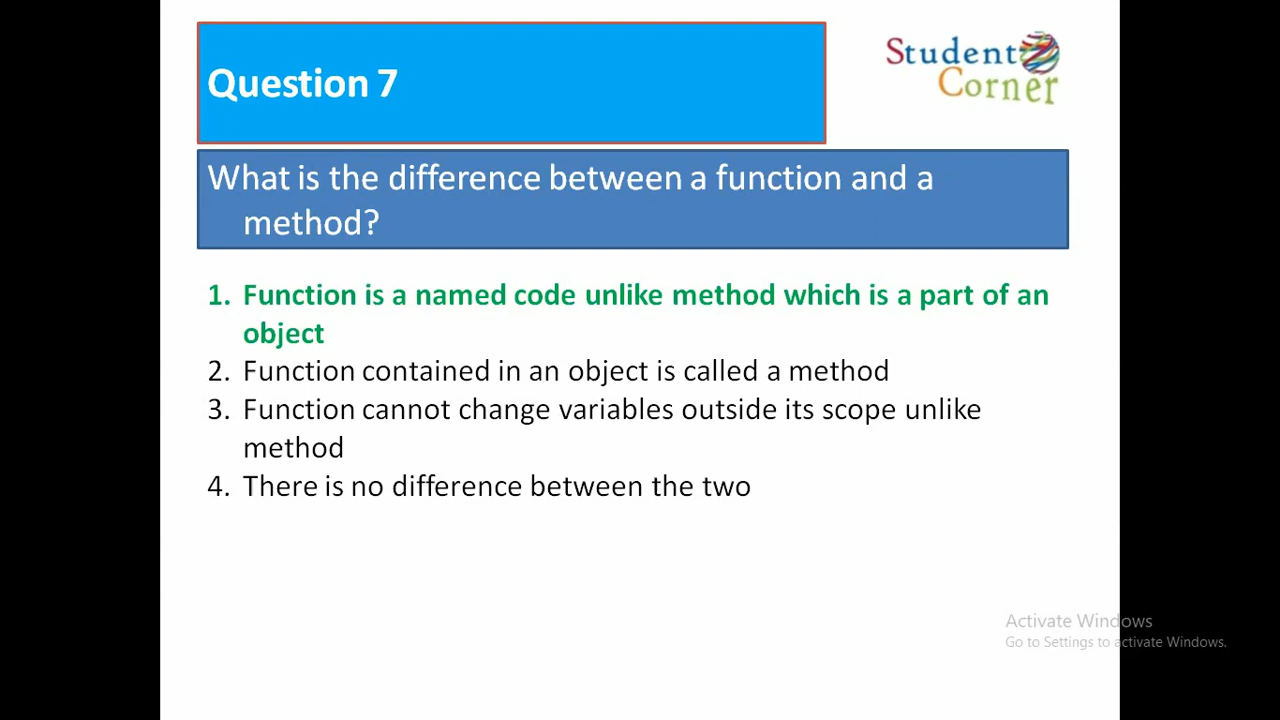 Question 7
Student
Corner
What is the difference between a function and a
method?
1. Function is a named code unlike method which is a part of an
object
2. Function contained in an object is called a method
3. Function cannot change variables outside its scope unlike
method
4. There is no difference between the two
Activate Windows
Go to Settings to activate Windows.